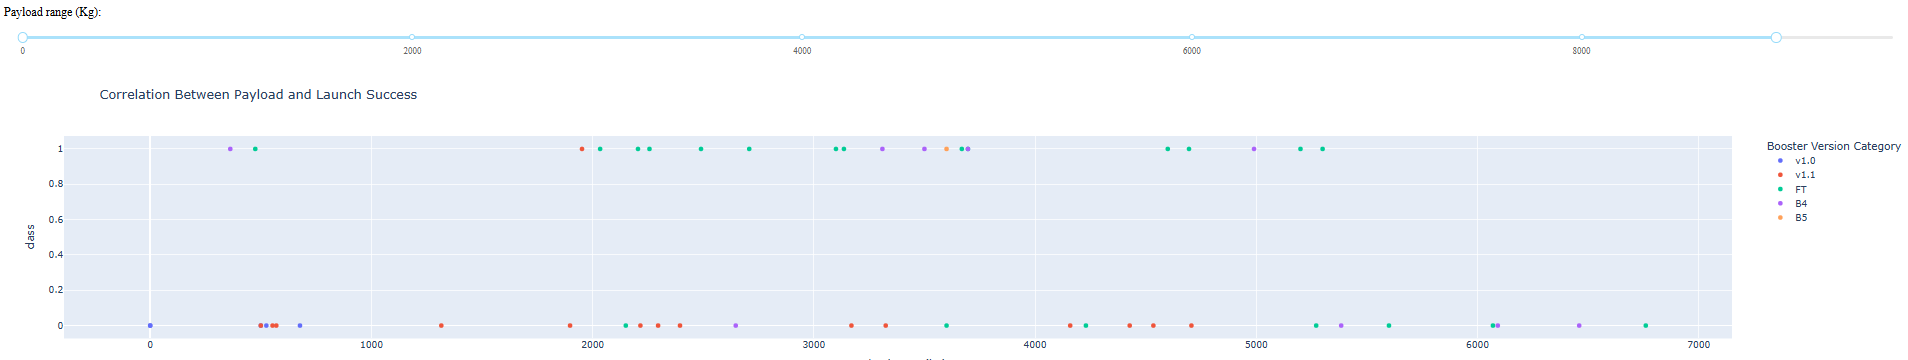 Payload range (Kg):
0 2000 4000 6000 8000
Correlation Between Payload and Launch Success
class
1
0.8
0.6
0.4
0.2
0
0 1000 2000 3000 4000 5000 6000 7000
Booster Version Category
v1.0
v1.1
FT
B4
B5